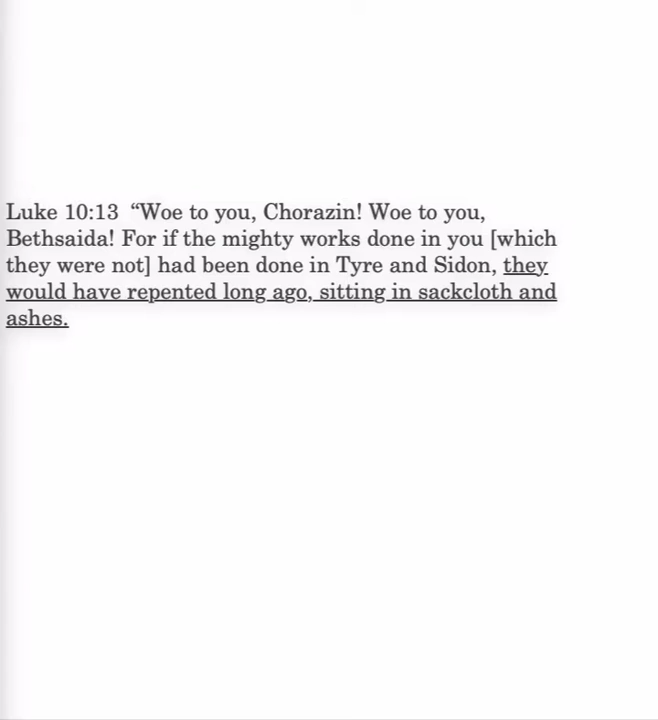 Luke 10:13 “Woe to you, Chorazin! Woe to you,
Bethsaida! For if the mighty works done in you [which
they were not] had been done in Tyre and Sidon, they
would have repented long ago, sitting in sackcloth and
ashes.